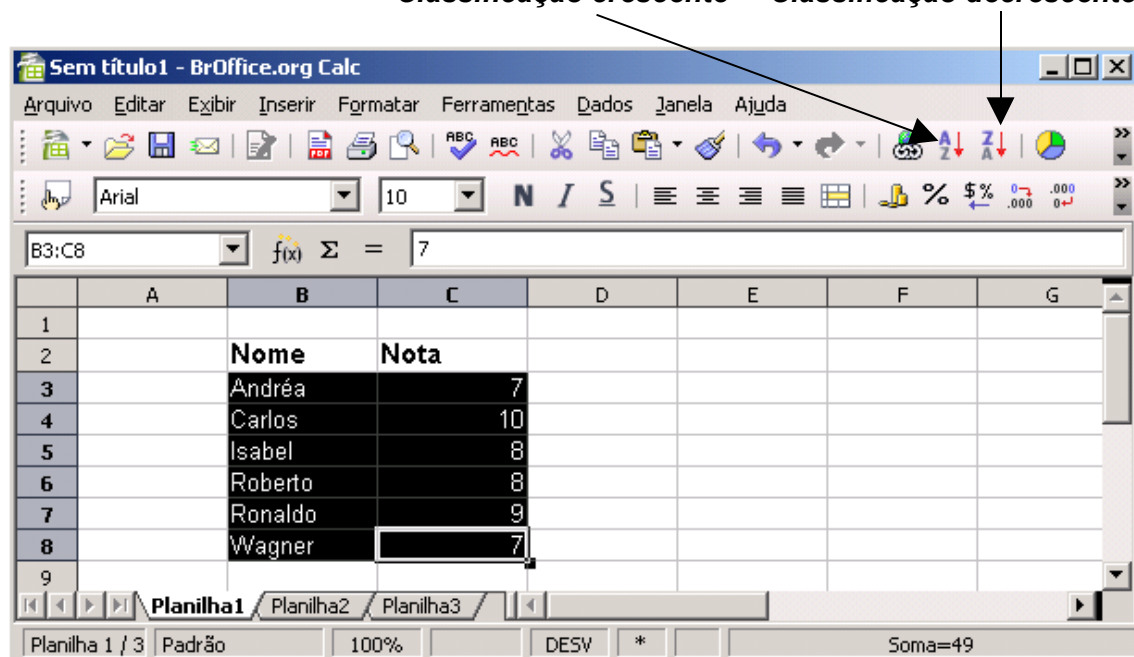 Classificação crescente Classificação decrescente
Sem título1 - BrOffice.org Calc
Arquivo Editar Exibir Inserir Formatar Ferramentas Dados Janela Ajuda
Arial 10 N I S
B3:C8 f(x) Σ = 7
A B C D E F G
1
2 Nome Nota
3 Andréa 7
4 Carlos 10
5 Isabel 8
6 Roberto 8
7 Ronaldo 9
8 Wagner 7
9
Planilha1 Planilha2 Planilha3
Planilha 1 / 3 Padrão 100% DESV * Soma=49